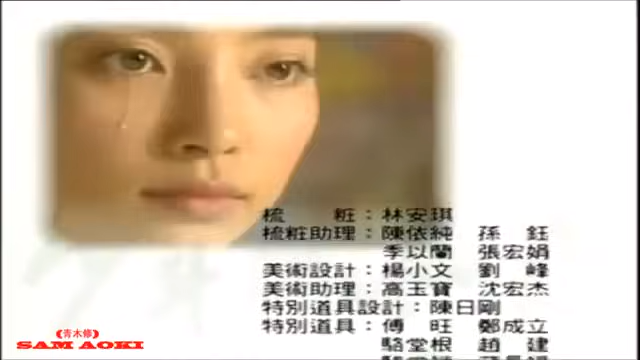 梳　　粧：林安琪
梳粧助理：陳依純　孫　鈺
季以蘭　張宏娟
美術設計：楊小文　劉　峰
美術助理：高玉寶　沈宏杰
特別道具設計：陳日剛
特別道具：傅　旺　鄭成立
駱堂根　趙　建
《青木修》
SAM AOKI